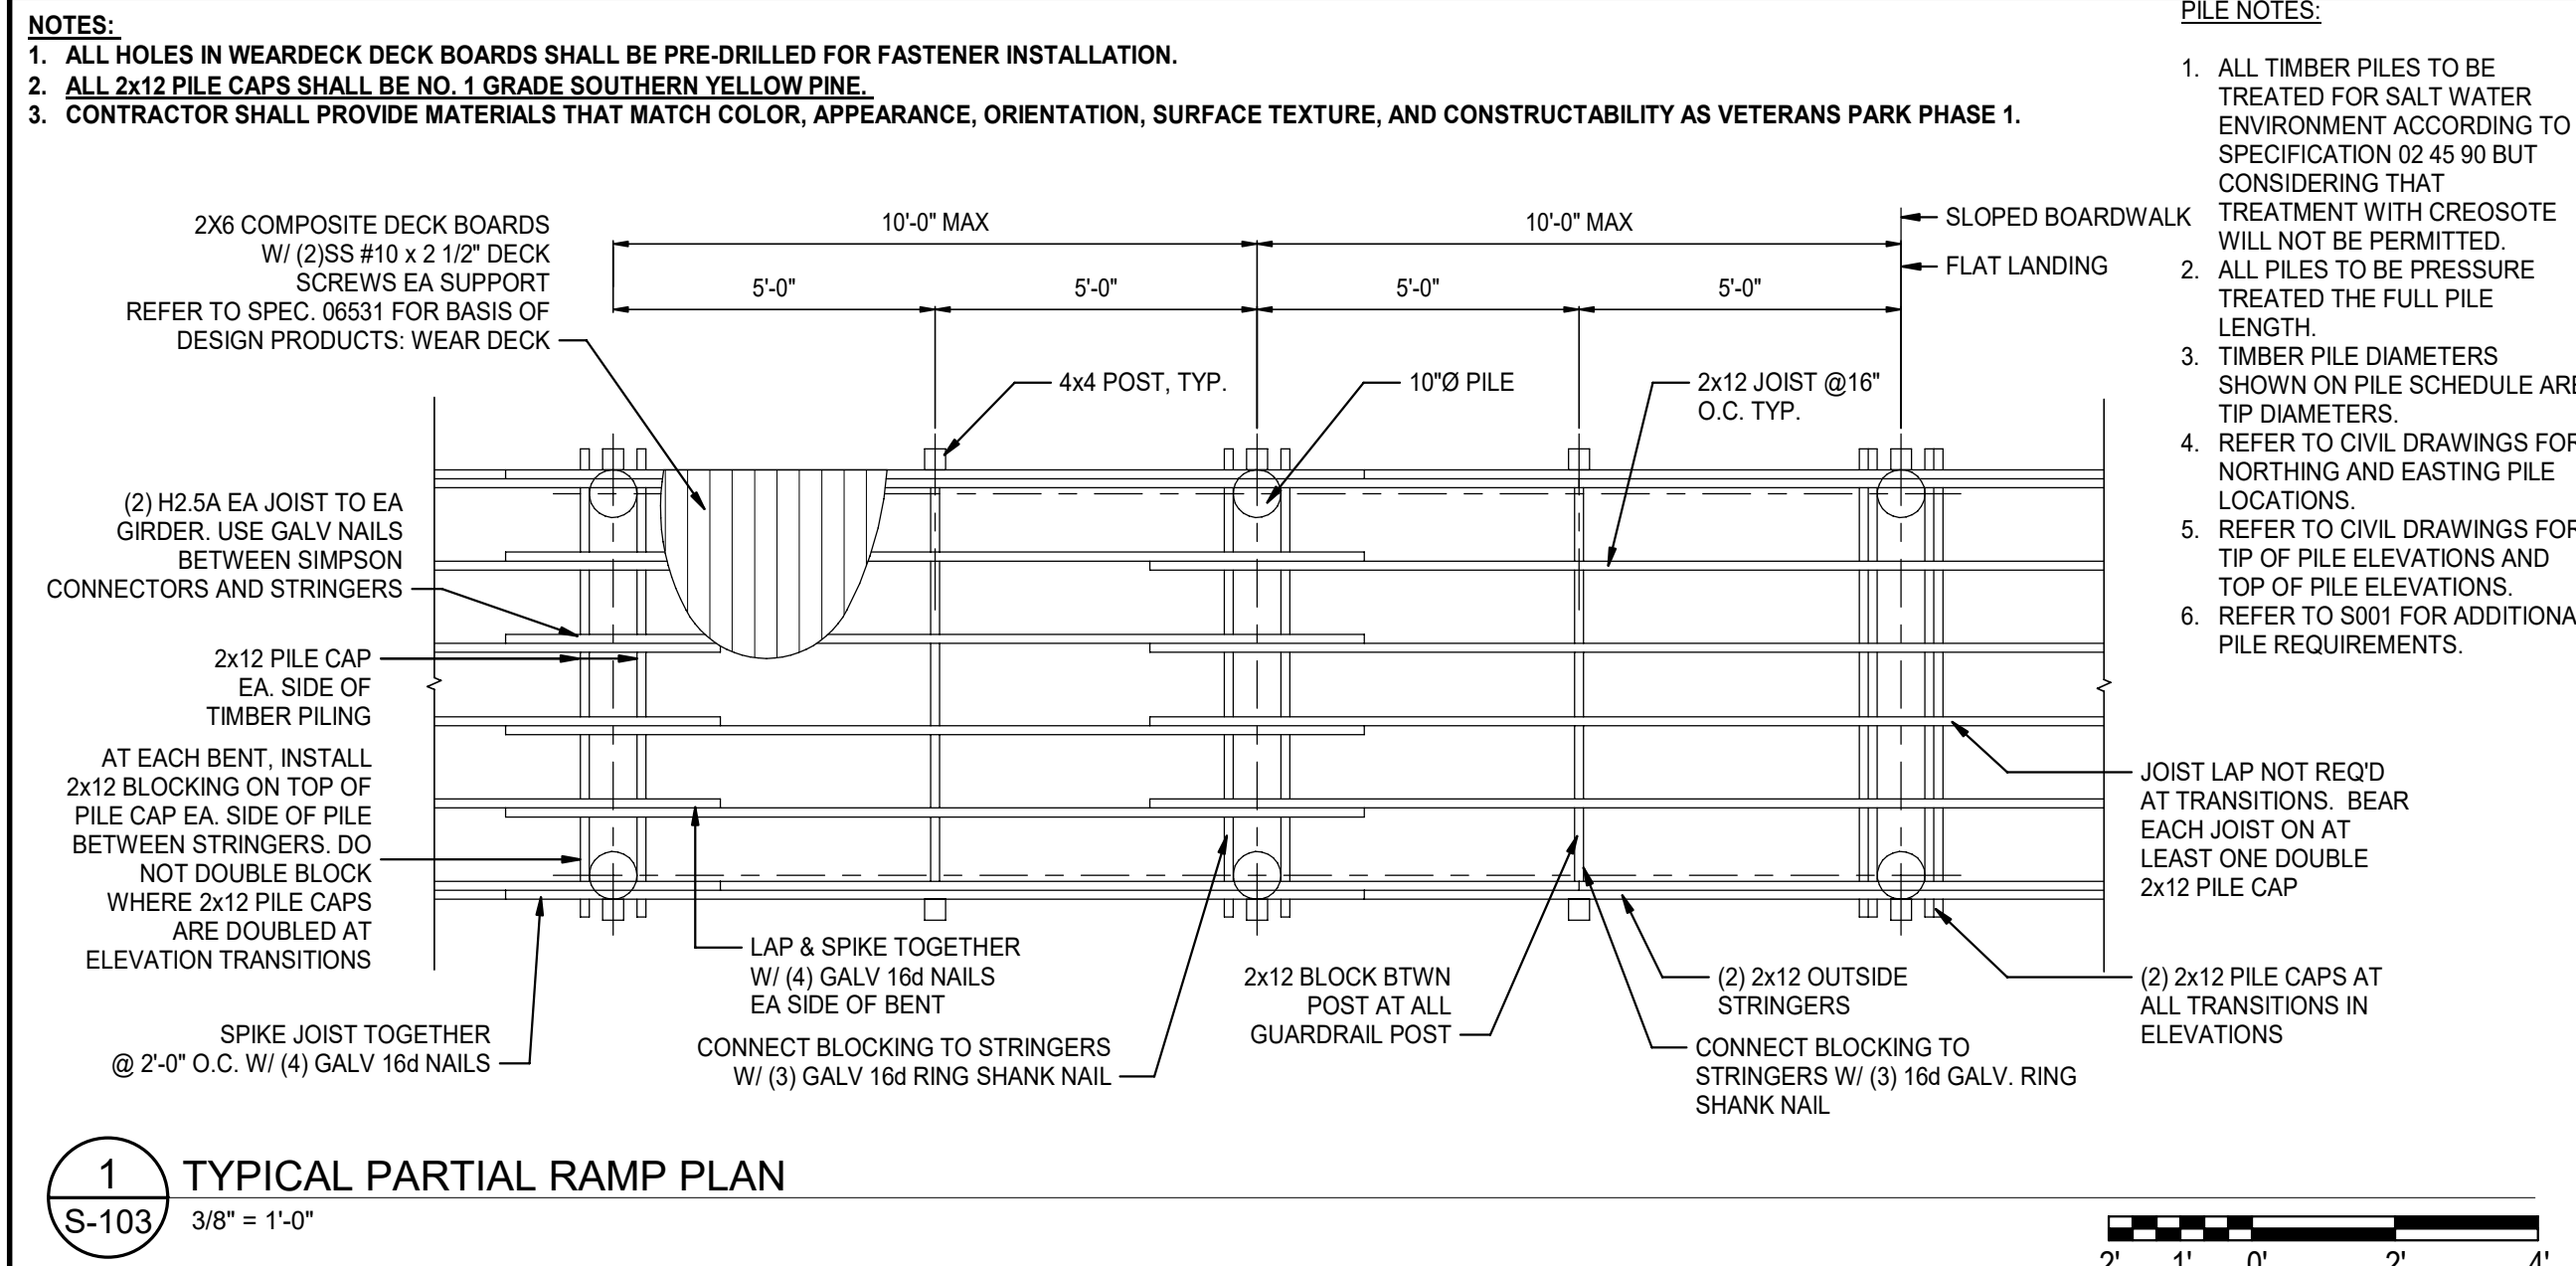 NOTES:
1. ALL HOLES IN WEARDECK DECK BOARDS SHALL BE PRE-DRILLED FOR FASTENER INSTALLATION.
2. ALL 2x12 PILE CAPS SHALL BE NO. 1 GRADE SOUTHERN YELLOW PINE.
3. CONTRACTOR SHALL PROVIDE MATERIALS THAT MATCH COLOR, APPEARANCE, ORIENTATION, SURFACE TEXTURE, AND CONSTRUCTABILITY AS VETERANS PARK PHASE 1.
PILE NOTES:
1. ALL TIMBER PILES TO BE
TREATED FOR SALT WATER
ENVIRONMENT ACCORDING TO
SPECIFICATION 02 45 90 BUT
CONSIDERING THAT
TREATMENT WITH CREOSOTE
WILL NOT BE PERMITTED.
2. ALL PILES TO BE PRESSURE
TREATED THE FULL PILE
LENGTH.
3. TIMBER PILE DIAMETERS
SHOWN ON PILE SCHEDULE ARE
TIP DIAMETERS.
4. REFER TO CIVIL DRAWINGS FOR
NORTHING AND EASTING PILE
LOCATIONS.
5. REFER TO CIVIL DRAWINGS FOR
TIP OF PILE ELEVATIONS AND
TOP OF PILE ELEVATIONS.
6. REFER TO S001 FOR ADDITIONA
PILE REQUIREMENTS.
2X6 COMPOSITE DECK BOARDS
W/ (2)SS #10 x 2 1/2" DECK
SCREWS EA SUPPORT
REFER TO SPEC. 06531 FOR BASIS OF
DESIGN PRODUCTS: WEAR DECK
10'-0" MAX
10'-0" MAX
5'-0"
5'-0"
5'-0"
5'-0"
SLOPED BOARDWALK
FLAT LANDING
4x4 POST, TYP.
10"Ø PILE
2x12 JOIST @16"
O.C. TYP.
(2) H2.5A EA JOIST TO EA
GIRDER. USE GALV NAILS
BETWEEN SIMPSON
CONNECTORS AND STRINGERS
2x12 PILE CAP
EA. SIDE OF
TIMBER PILING
AT EACH BENT, INSTALL
2x12 BLOCKING ON TOP OF
PILE CAP EA. SIDE OF PILE
BETWEEN STRINGERS. DO
NOT DOUBLE BLOCK
WHERE 2x12 PILE CAPS
ARE DOUBLED AT
ELEVATION TRANSITIONS
SPIKE JOIST TOGETHER
@ 2'-0" O.C. W/ (4) GALV 16d NAILS
LAP & SPIKE TOGETHER
W/ (4) GALV 16d NAILS
EA SIDE OF BENT
CONNECT BLOCKING TO STRINGERS
W/ (3) GALV 16d RING SHANK NAIL
2x12 BLOCK BTWN
POST AT ALL
GUARDRAIL POST
(2) 2x12 OUTSIDE
STRINGERS
CONNECT BLOCKING TO
STRINGERS W/ (3) 16d GALV. RING
SHANK NAIL
JOIST LAP NOT REQ'D
AT TRANSITIONS. BEAR
EACH JOIST ON AT
LEAST ONE DOUBLE
2x12 PILE CAP
(2) 2x12 PILE CAPS AT
ALL TRANSITIONS IN
ELEVATIONS
1
S-103
TYPICAL PARTIAL RAMP PLAN
3/8" = 1'-0"
2' 1' 0' 2' 4'